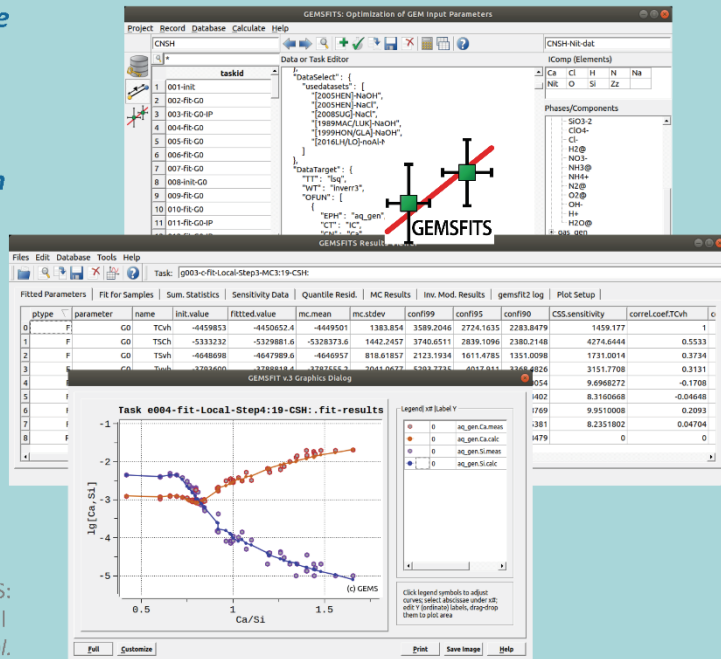 GEMSFITS: Optimization of GEM Input Parameters
Project Record Database Calculate Help
CNSH
CNSH-Nit-dat
*
taskid
1 001-init
2 002-fit-G0
3 003-fit-G0-IP
4 004-fit-G0
5 005-fit-G0
6 006-fit-G0
7 007-fit-G0
8 008-init-G0
9 009-fit-G0
10 010-fit-G0
11 011-fit-G0-IP
Data or Task Editor
},
"DataSelect": {
"usedatasets": [
"[2005HEN]-NaOH",
"[2005HEN]-NaCl",
"[2008SUG]-NaCl",
"[1989MAC/LUK]-NaOH",
"[1999HON/GLA]-NaOH",
"[2016LH/LO]-noAl-N
]
},
"DataTarget": {
"TT": "lsq",
"WT": "inverr3",
"OFUN": [
{
"EPH": "aq_gen",
"CT": "IC",
GEMSFITS
IComp (Elements)
Ca Cl H N Na
Nit O Si Zz
Phases/Components
SiO3-2
ClO4-
Cl-
H2@
NO3-
NH3@
NH4+
N2@
O2@
OH-
H+
H2O@
gas_gen
GEMSFITS Results Viewer
Files Edit Database Tools Help
Task: g003-c-fit-Local-Step3-MC3:19-CSH:
Fitted Parameters Fit for Samples Sum. Statistics Sensitivity Data Quantile Resid. MC Results Inv. Mod. Results gemsfit2 log Plot Setup
ptype parameter name init.value fittted.value mc.mean mc.stdev confi99 confi95 confi90 CSS.sensitivity correl.coef.TCvh
0 F G0 TCvh -4459853 -4450652.4 -4449501 1383.854 3589.2046 2724.1635 2283.8479 1459.177 1
1 F G0 TSCh -5333232 -5329881.6 -5328373.6 1442.2457 3740.6511 2839.1096 2380.2148 4274.6444 0.5533
2 F G0 TSvh -4648698 -4647989.6 -4646957 818.61857 2123.1934 1611.4785 1351.0098 1731.0014 0.3734
3 3151.7708 0.3131
4 9.6968272 -0.1708
5 8.3160668 -0.04648
6 9.9510008 0.2093
7 8.2351802 0.04704
8 0 0
GEMSFIT v.3 Graphics Dialog
Task e004-fit-Local-Step4:19-CSH:.fit-results
lg[Ca,Si]
-1
-2
-3
-4
-5
0.5 1 1.5
Ca/Si
(c) GEMS
Legend| x# |Label Y
0 aq_gen.Ca.meas
0 aq_gen.Ca.calc
0 aq_gen.Si.meas
0 aq_gen.Si.calc
Click legend symbols to adjust
curves; select abscissae under x#;
edit Y (ordinate) labels, drag-drop
them to plot area
Full Customize Print Save Image Help